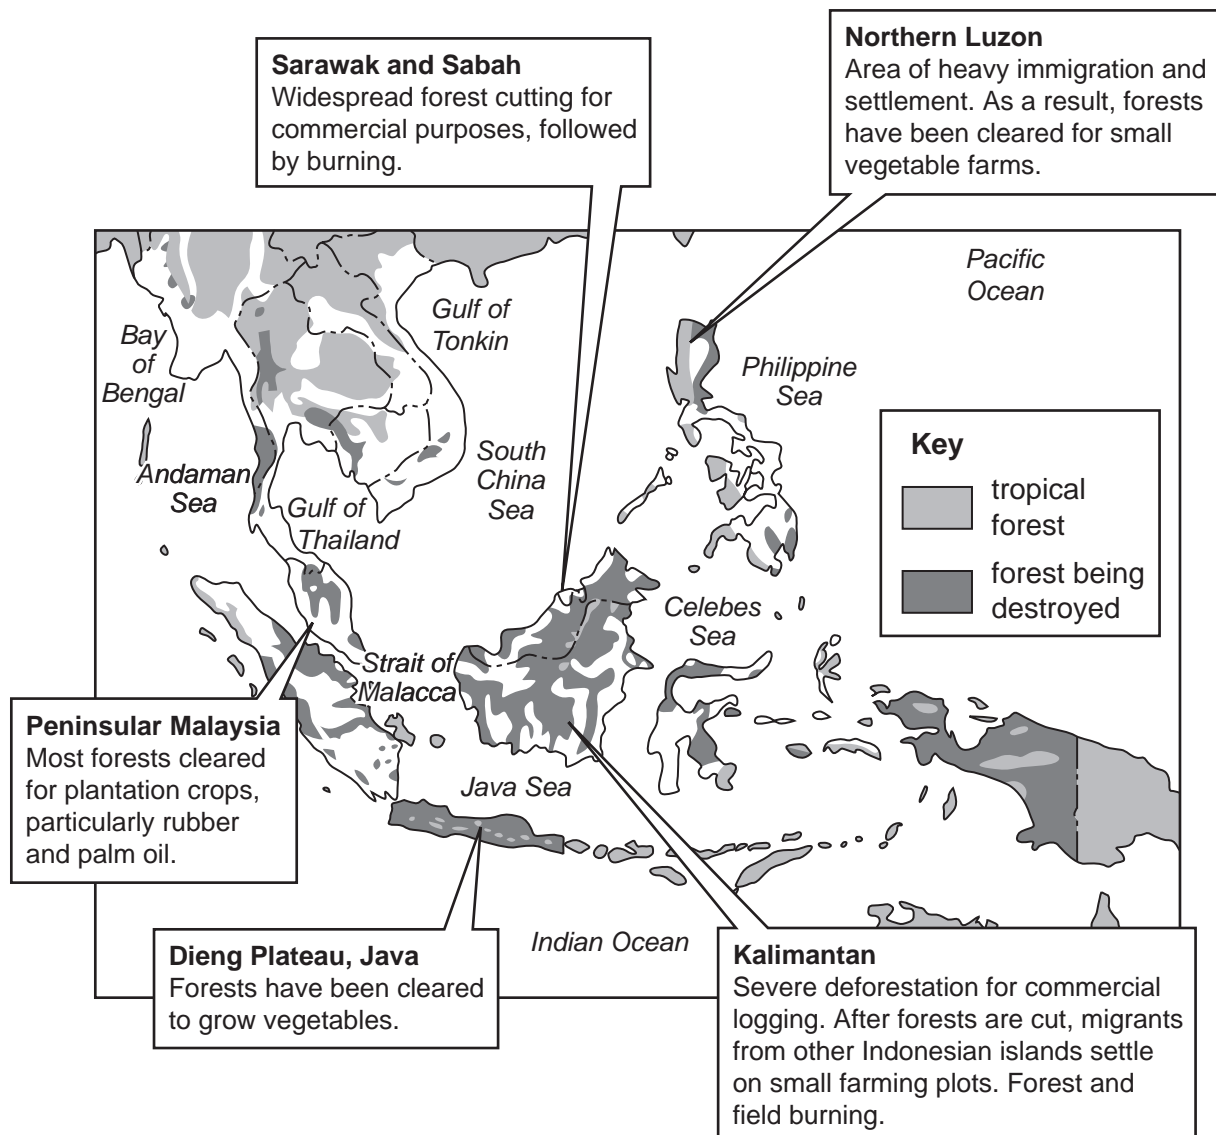 Sarawak and Sabah
Widespread forest cutting for
commercial purposes, followed
by burning.
Northern Luzon
Area of heavy immigration and
settlement. As a result, forests
have been cleared for small
vegetable farms.
Pacific
Ocean
Gulf of
Tonkin
Bay
of
Bengal
Philippine
Sea
Key
tropical
forest
forest being
destroyed
South
China
Sea
Andaman
Sea
Gulf of
Thailand
Celebes
Sea
Strait of
Malacca
Peninsular Malaysia
Most forests cleared
for plantation crops,
particularly rubber
and palm oil.
Java Sea
Indian Ocean
Dieng Plateau, Java
Forests have been cleared
to grow vegetables.
Kalimantan
Severe deforestation for commercial
logging. After forests are cut, migrants
from other Indonesian islands settle
on small farming plots. Forest and
field burning.